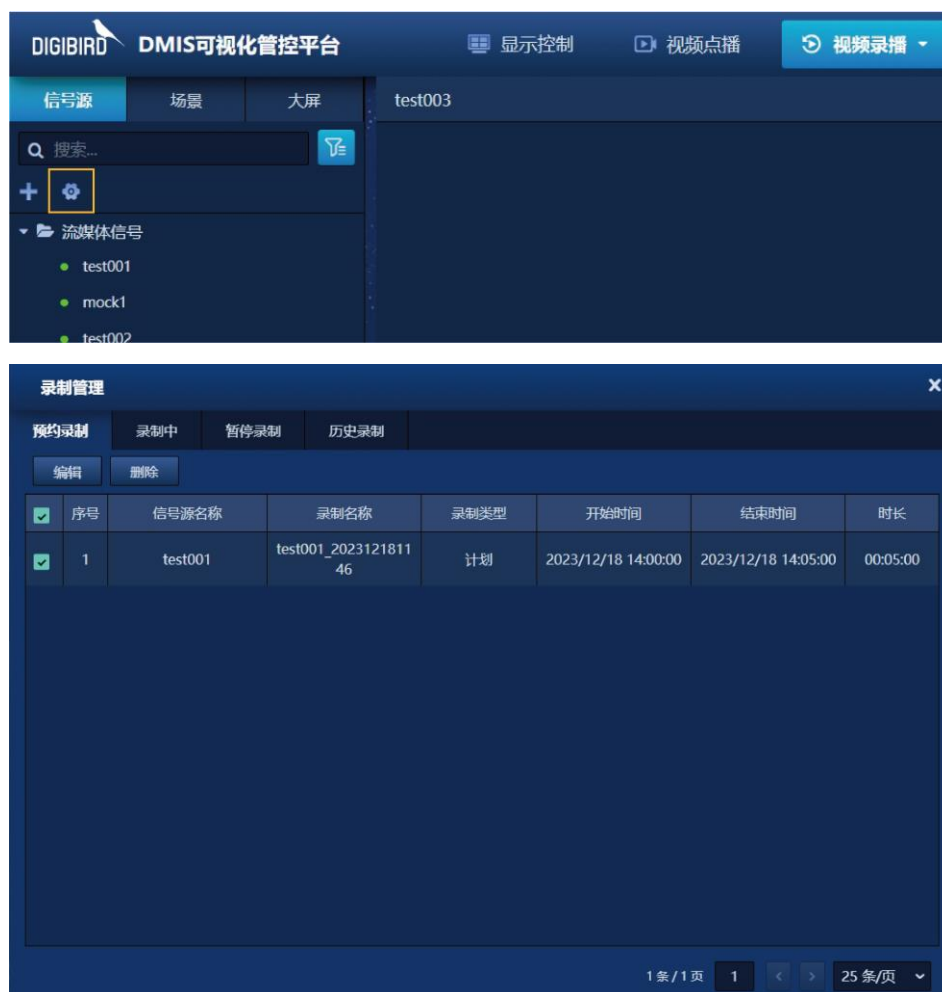 DIGIBIRD DMIS可视化管控平台 显示控制 视频点播 视频录播
信号源 场景 大屏 test003
搜索...
流媒体信号
test001
mock1
test002
录制管理
预约录制 录制中 暂停录制 历史录制
编辑 删除
序号 信号源名称 录制名称 录制类型 开始时间 结束时间 时长
1 test001 test001_2023121811 计划 2023/12/18 14:00:00 2023/12/18 14:05:00 00:05:00
46
1 条 / 1 页 1 25 条/页